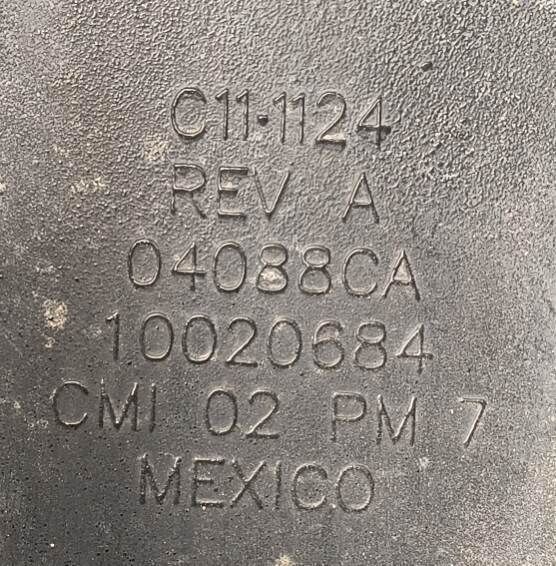 C11-1124
REV A
04088CA
10020684
CMI 02 PM 7
MEXICO